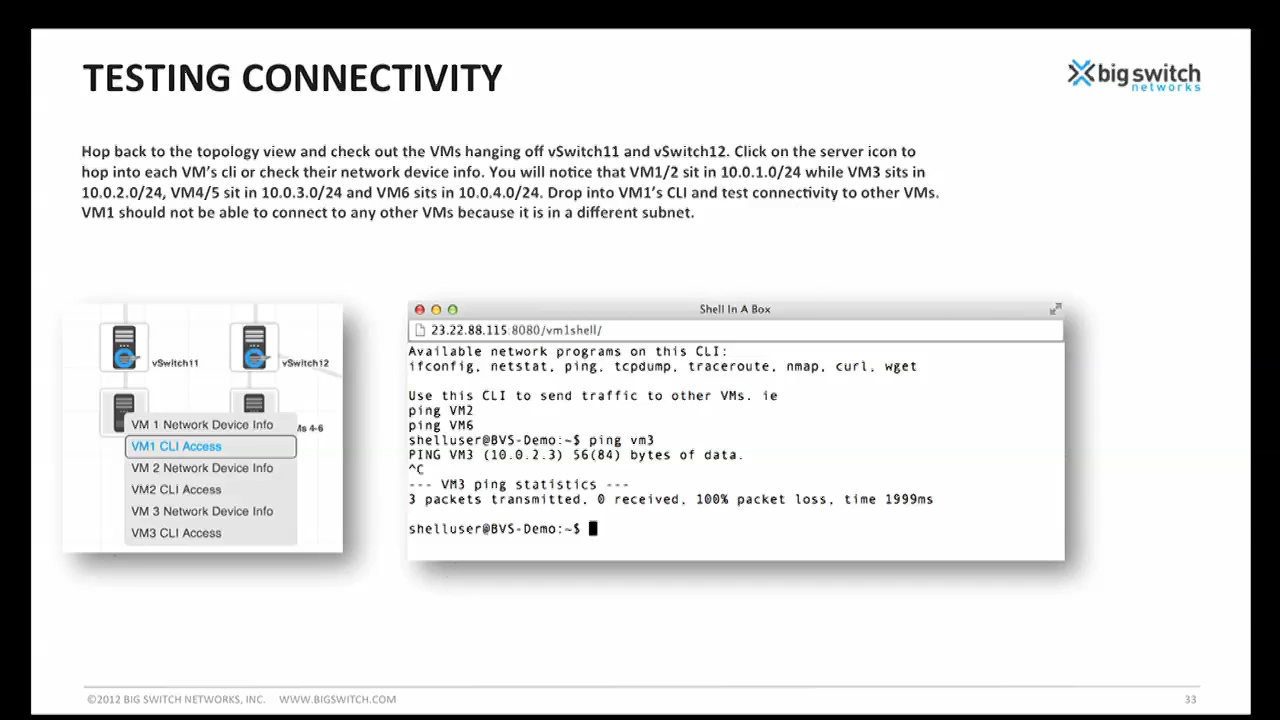 TESTING CONNECTIVITY
big switch
networks
Hop back to the topology view and check out the VMs hanging off vSwitch11 and vSwitch12. Click on the server icon to
hop into each VM's cli or check their network device info. You will notice that VM1/2 sit in 10.0.1.0/24 while VM3 sits in
10.0.2.0/24, VM4/5 sit in 10.0.3.0/24 and VM6 sits in 10.0.4.0/24. Drop into VM1's CLI and test connectivity to other VMs.
VM1 should not be able to connect to any other VMs because it is in a different subnet.
vSwitch11
vSwitch12
Ms 4-6
VM 1 Network Device Info
VM1 CLI Access
VM 2 Network Device Info
VM2 CLI Access
VM 3 Network Device Info
VM3 CLI Access
Shell In A Box
23.22.88.115:8080/vm1shell/
Available network programs on this CLI:
ifconfig, netstat, ping, tcpdump, traceroute, nmap, curl, wget
Use this CLI to send traffic to other VMs. ie
ping VM2
ping VM6
shelluser@BVS-Demo:~$ ping vm3
PING VM3 (10.0.2.3) 56(84) bytes of data.
^C
--- VM3 ping statistics ---
3 packets transmitted, 0 received, 100% packet loss, time 1999ms
shelluser@BVS-Demo:~$
©2012 BIG SWITCH NETWORKS, INC. WWW.BIGSWITCH.COM
33